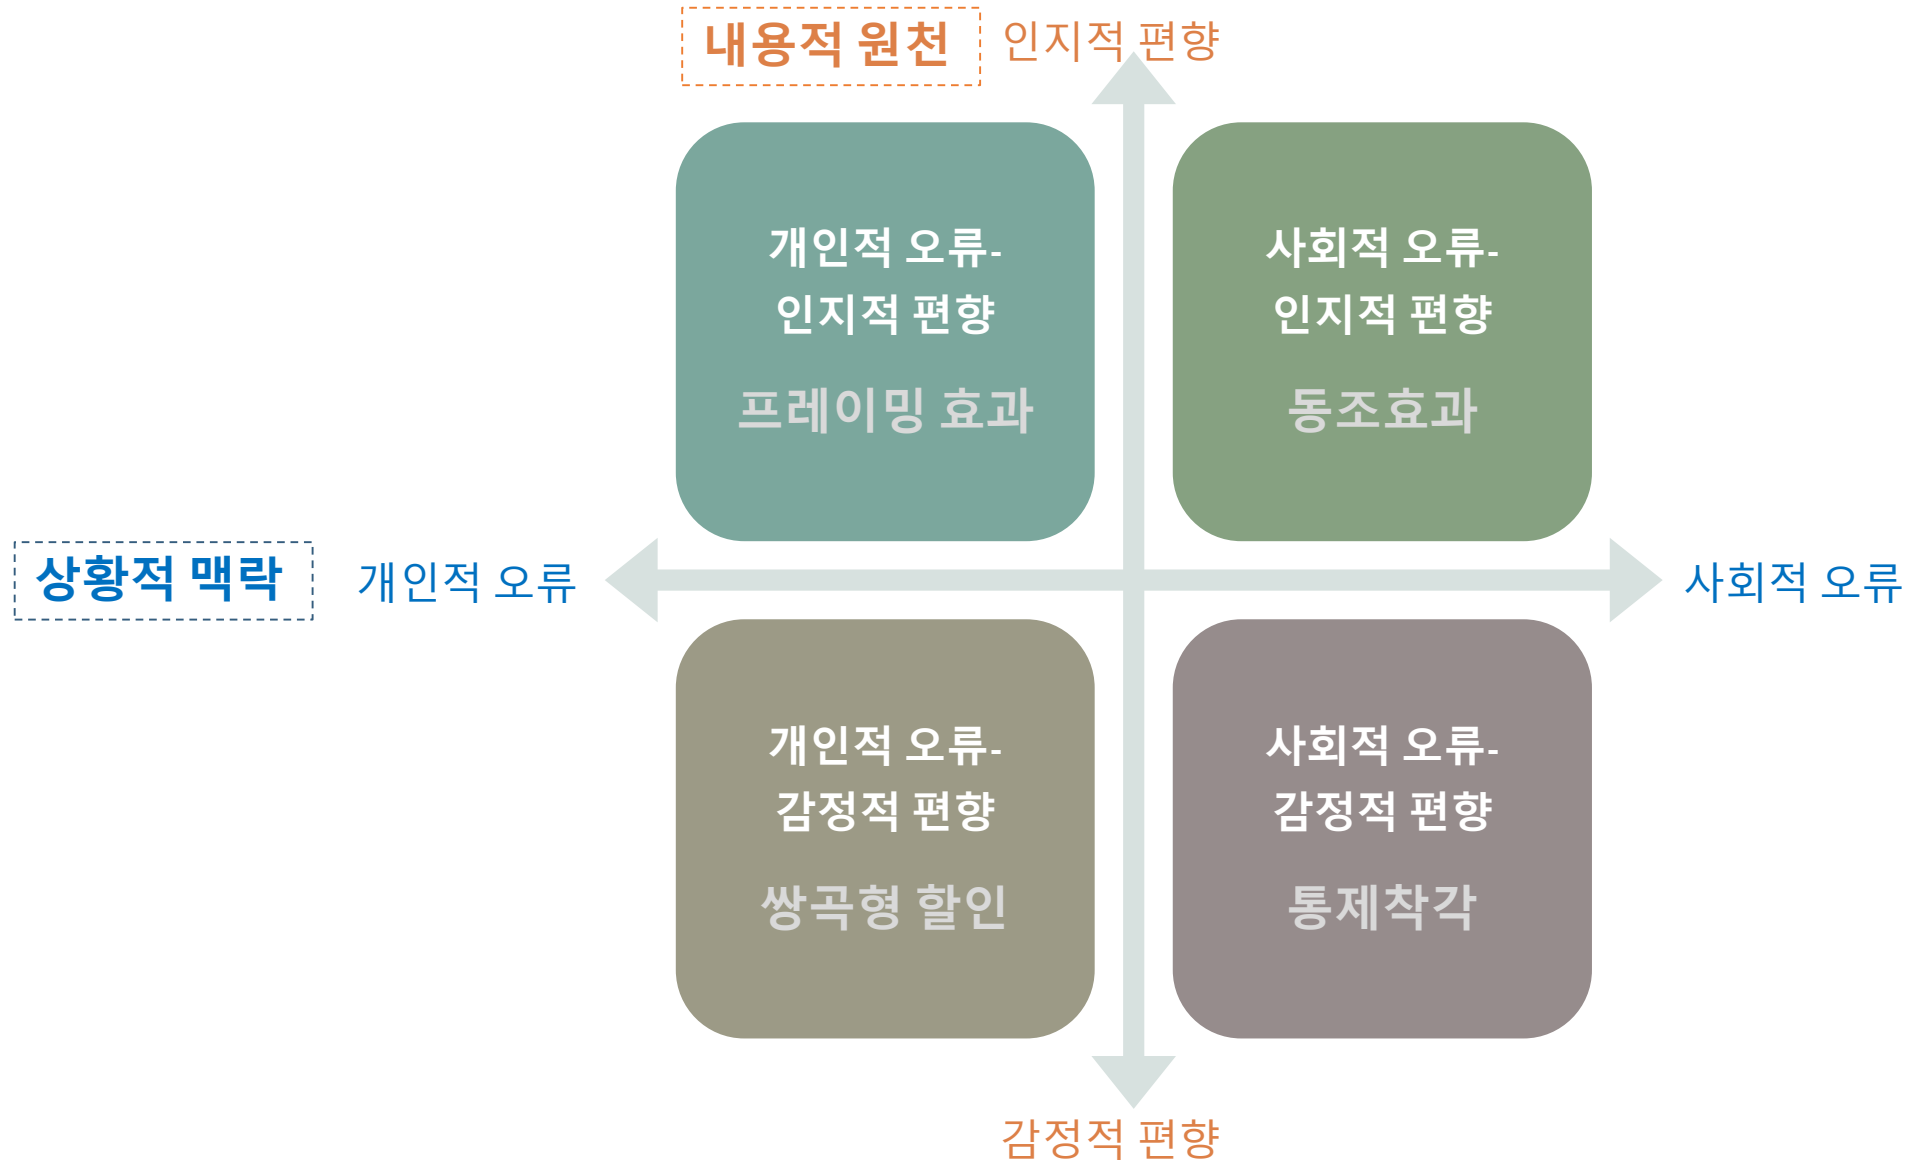 내용적 원천
인지적 편향
개인적 오류-
인지적 편향
프레이밍 효과
사회적 오류-
인지적 편향
동조효과
상황적 맥락
개인적 오류
사회적 오류
개인적 오류-
감정적 편향
쌍곡형 할인
사회적 오류-
감정적 편향
통제착각
감정적 편향